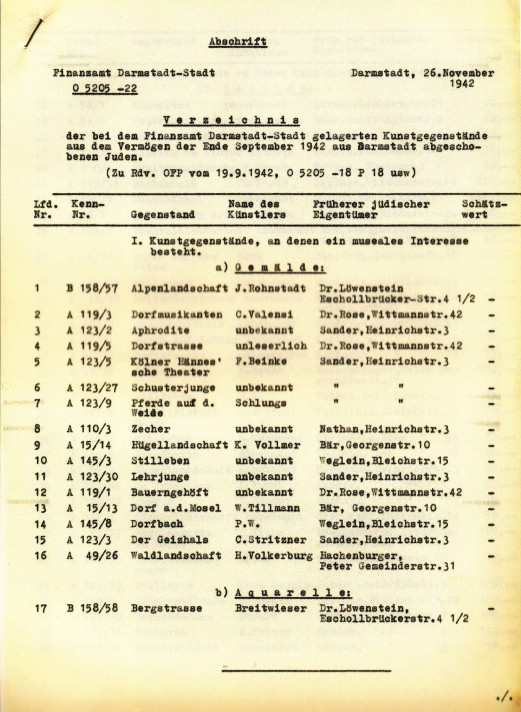 Abschrift
Finanzamt Darmstadt-Stadt Darmstadt, 26.November
O 5205 -22 1942
Verzeichnis
der bei dem Finanzamt Darmstadt-Stadt gelagerten Kunstgegenstände
aus dem Vermögen der Ende September 1942 aus Darmstadt abgescho-
benen Juden.
(Zu Rdv. OFP vom 19.9.1942, O 5205 -18 P 18 usw)
Lfd. Kenn- Name des Früherer jüdischer Schätz-
Nr. Nr. Gegenstand Künstlers Eigentümer wert
I. Kunstgegenstände, an denen ein museales Interesse
besteht.
a) Gemälde:
1 B 158/57 Alpenlandschaft J.Rohnstadt Dr.Löwenstein
Eschollbrücker-Str.4 1/2 -
2 A 119/3 Dorfmusikanten C.Valensi Dr.Rose,Wittmannstr.42 -
3 A 123/2 Aphrodite unbekannt Sander,Heinrichstr.3 -
4 A 119/5 Dorfstrasse unleserlich Dr.Rose,Wittmannstr.42 -
5 A 123/5 Kölner Hännes' F.Beinke Sander,Heinrichstr.3 -
sche Theater
6 A 123/27 Schusterjunge unbekannt " " -
7 A 123/9 Pferde auf d. Schlungs " " -
Weide
8 A 110/3 Zecher unbekannt Nathan,Heinrichstr.3 -
9 A 15/14 Hügellandschaft K. Vollmer Bär,Georgenstr.10 -
10 A 145/3 Stilleben unbekannt Weglein,Bleichstr.15 -
11 A 123/30 Lehrjunge unbekannt Sander,Heinrichstr.3 -
12 A 119/1 Bauerngehöft unbekannt Dr.Rose,Wittmannstr.42 -
13 A 15/13 Dorf a.d.Mosel W.Tillmann Bär, Georgenstr.10 -
14 A 145/8 Dorfbach P.W. Weglein,Bleichstr.15 -
15 A 123/3 Der Geizhals C.Stritzner Sander,Heinrichstr.3 -
16 A 49/26 Waldlandschaft H.Volkerburg Hachenburger,
Peter Gemeinderstr.31 -
b) Aquarelle:
17 B 158/58 Bergstrasse Breitwieser Dr.Löwenstein, -
Eschollbrückerstr.4 1/2
./.